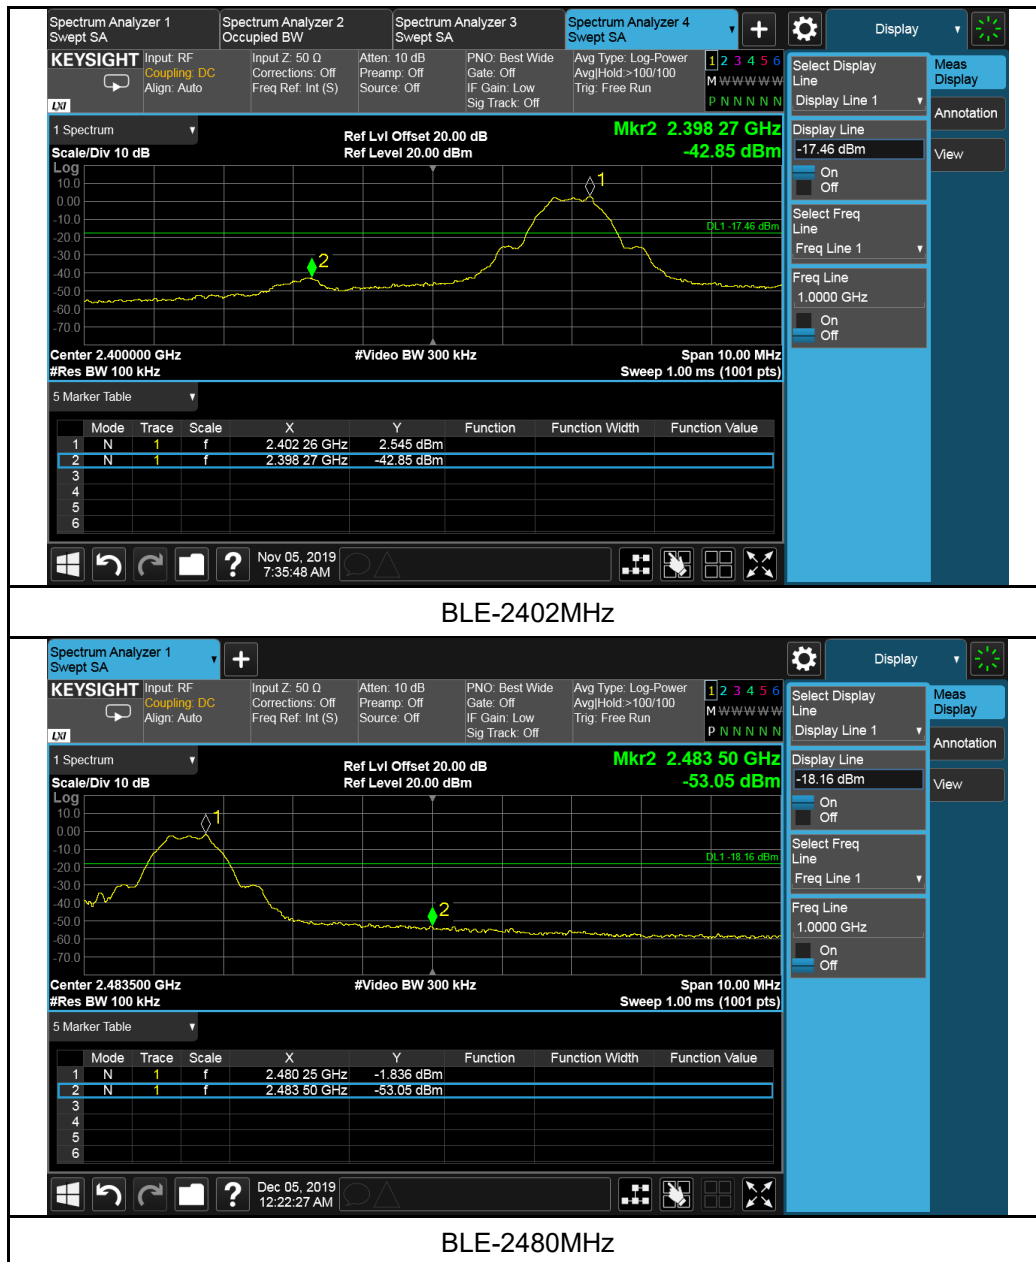 Spectrum Analyzer 1
Swept SA
Spectrum Analyzer 2
Occupied BW
Spectrum Analyzer 3
Swept SA
Spectrum Analyzer 4
Swept SA
Display
KEYSIGHT
LXI
Input: RF
Coupling: DC
Align: Auto
Input Z: 50 Ω
Corrections: Off
Freq Ref: Int (S)
Atten: 10 dB
Preamp: Off
Source: Off
PNO: Best Wide
Gate: Off
IF Gain: Low
Sig Track: Off
Avg Type: Log-Power
Avg|Hold:>100/100
Trig: Free Run
1 2 3 4 5 6
M W W W W W
P N N N N N
1 Spectrum
Scale/Div 10 dB
Ref Lvl Offset 20.00 dB
Ref Level 20.00 dBm
Mkr2 2.398 27 GHz
-42.85 dBm
Log
10.0
0.00
-10.0
-20.0
-30.0
-40.0
-50.0
-60.0
-70.0
1
2
DL1 -17.46 dBm
Center 2.400000 GHz
#Res BW 100 kHz
#Video BW 300 kHz
Span 10.00 MHz
Sweep 1.00 ms (1001 pts)
5 Marker Table
Mode Trace Scale X Y Function Function Width Function Value
1 N 1 f 2.402 26 GHz 2.545 dBm
2 N 1 f 2.398 27 GHz -42.85 dBm
3
4
5
6
Nov 05, 2019
7:35:48 AM
Select Display
Line
Display Line 1
Display Line
-17.46 dBm
On
Off
Select Freq
Line
Freq Line 1
Freq Line
1.0000 GHz
On
Off
Meas
Display
Annotation
View
BLE-2402MHz
Spectrum Analyzer 1
Swept SA
Display
KEYSIGHT
LXI
Input: RF
Coupling: DC
Align: Auto
Input Z: 50 Ω
Corrections: Off
Freq Ref: Int (S)
Atten: 10 dB
Preamp: Off
Source: Off
PNO: Best Wide
Gate: Off
IF Gain: Low
Sig Track: Off
Avg Type: Log-Power
Avg|Hold:>100/100
Trig: Free Run
1 2 3 4 5 6
M W W W W W
P N N N N N
1 Spectrum
Scale/Div 10 dB
Ref Lvl Offset 20.00 dB
Ref Level 20.00 dBm
Mkr2 2.483 50 GHz
-53.05 dBm
Log
10.0
0.00
-10.0
-20.0
-30.0
-40.0
-50.0
-60.0
-70.0
1
2
DL1 -18.16 dBm
Center 2.483500 GHz
#Res BW 100 kHz
#Video BW 300 kHz
Span 10.00 MHz
Sweep 1.00 ms (1001 pts)
5 Marker Table
Mode Trace Scale X Y Function Function Width Function Value
1 N 1 f 2.480 25 GHz -1.836 dBm
2 N 1 f 2.483 50 GHz -53.05 dBm
3
4
5
6
Dec 05, 2019
12:22:27 AM
Select Display
Line
Display Line 1
Display Line
-18.16 dBm
On
Off
Select Freq
Line
Freq Line 1
Freq Line
1.0000 GHz
On
Off
Meas
Display
Annotation
View
BLE-2480MHz